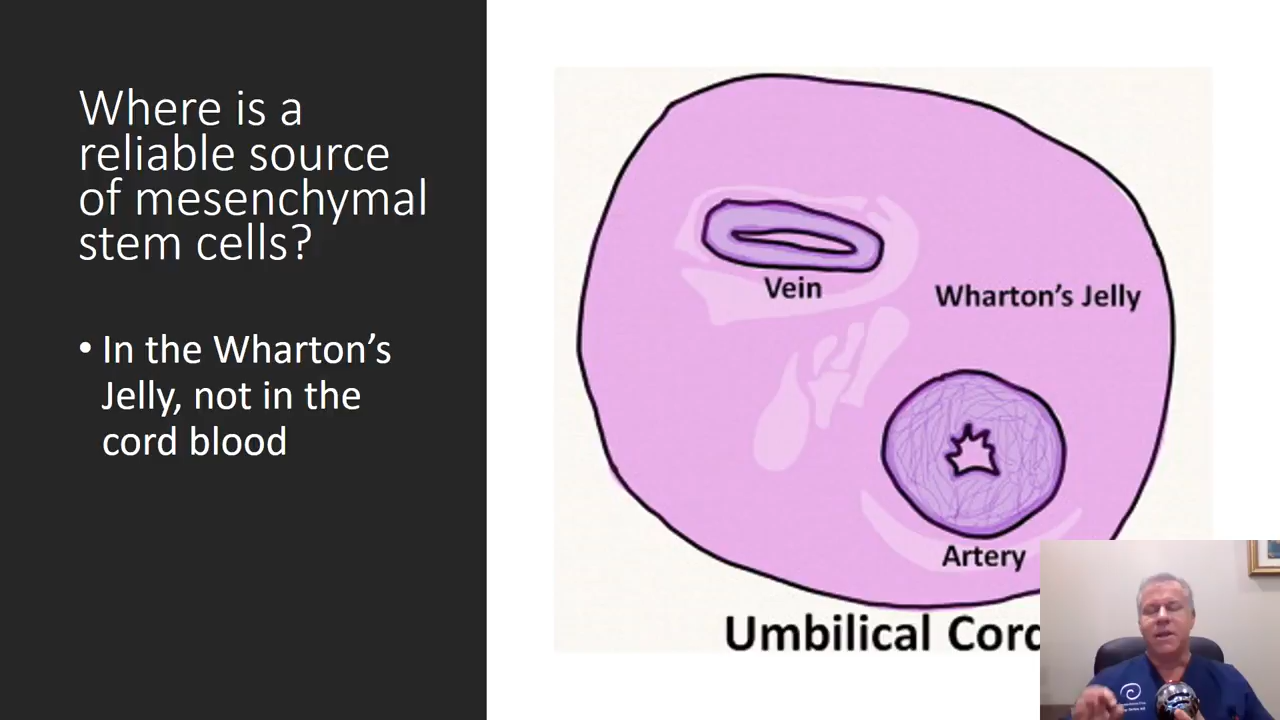 Where is a
reliable source
of mesenchymal
stem cells?
• In the Wharton’s
Jelly, not in the
cord blood
Vein
Wharton’s Jelly
Artery
Umbilical Cord